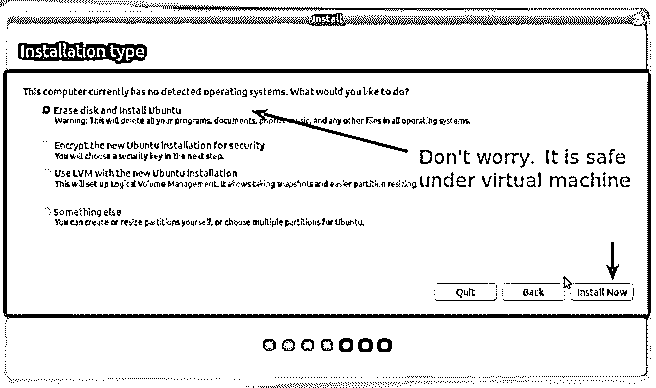 Install
Installation type
This computer currently has no detected operating systems. What would you like to do?
Erase disk and install Ubuntu
Warning: This will delete all your programs, documents, photos, music, and any other files in all operating systems.
Encrypt the new Ubuntu installation for security
You will choose a security key in the next step.
Use LVM with the new Ubuntu installation
This will set up Logical Volume Management. It allows taking snapshots and easier partition resizing.
Don't worry. It is safe
under virtual machine
Something else
You can create or resize partitions yourself, or choose multiple partitions for Ubuntu.
Quit
Back
Install Now